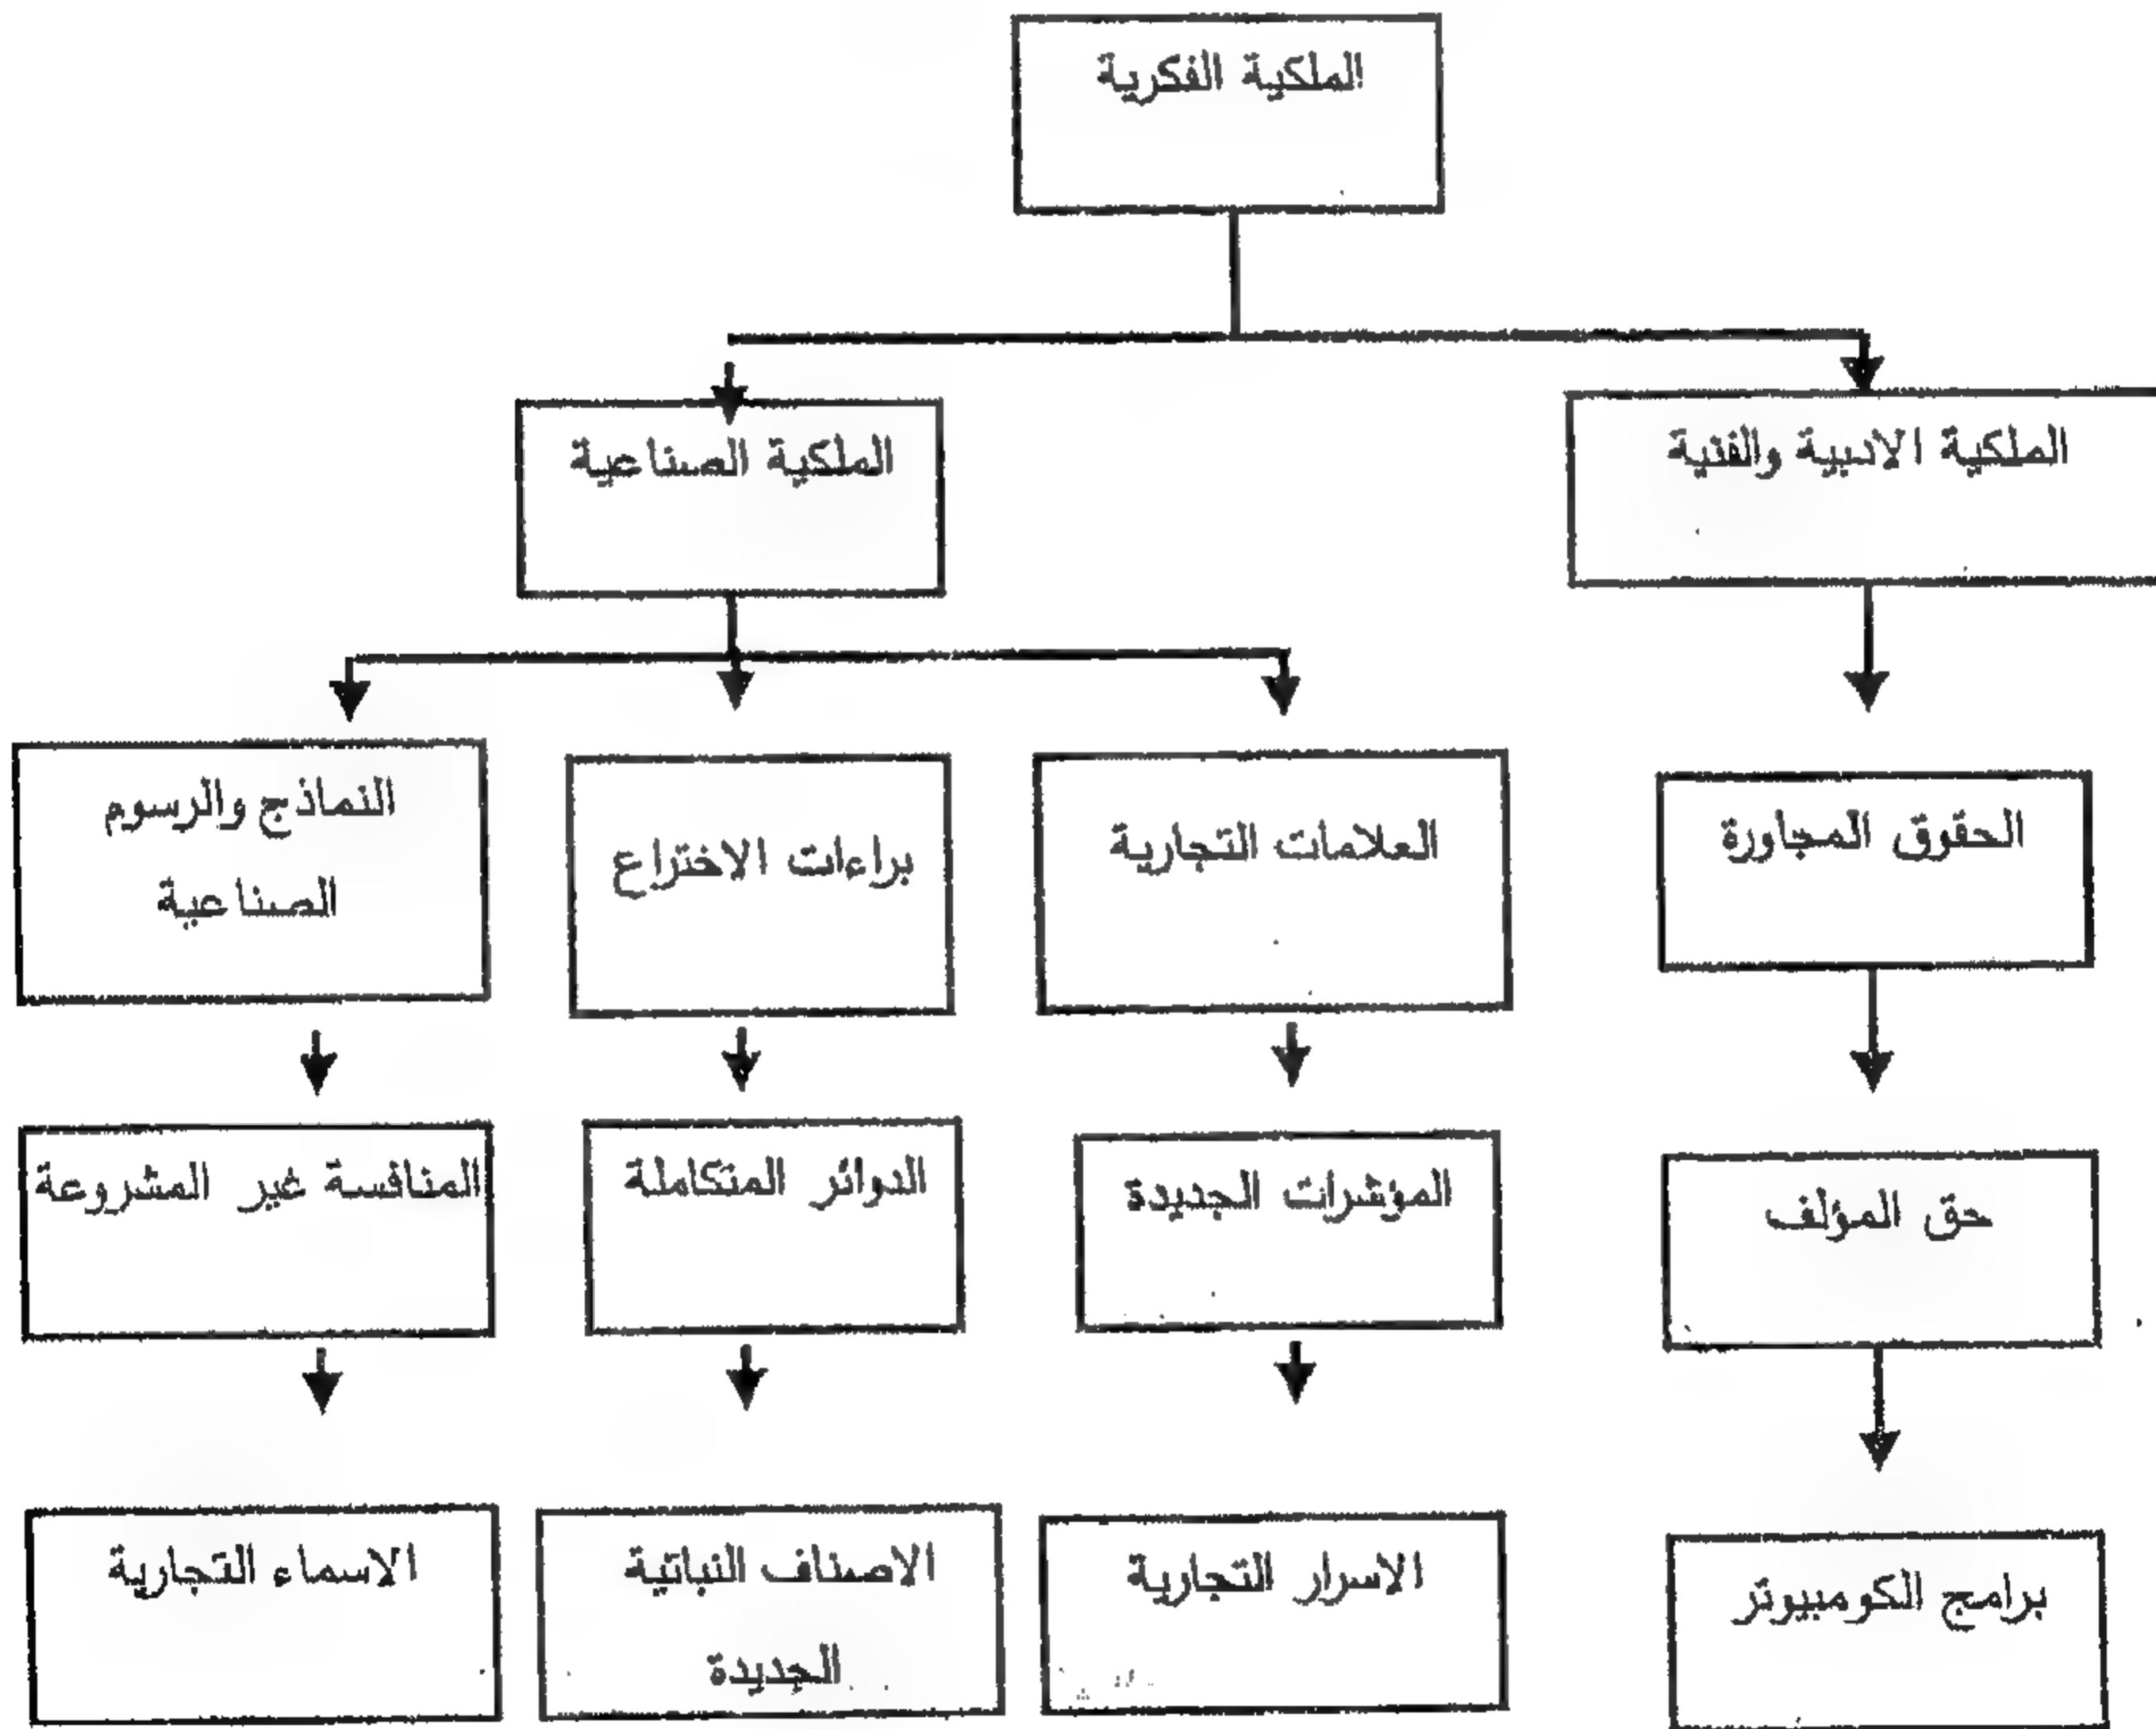 الملكية الفكرية
الملكية الادبية والفنية
الملكية الصناعية
الحقوق المجاورة
العلامات التجارية
براءات الاختراع
النماذج والرسوم
الصناعية
حق المؤلف
المؤشرات الجديدة
الدوائر المتكاملة
المنافسة غير المشروعة
برامج الكومبيوتر
الاسرار التجارية
الاصناف النباتية
الجديدة
الاسماء التجارية